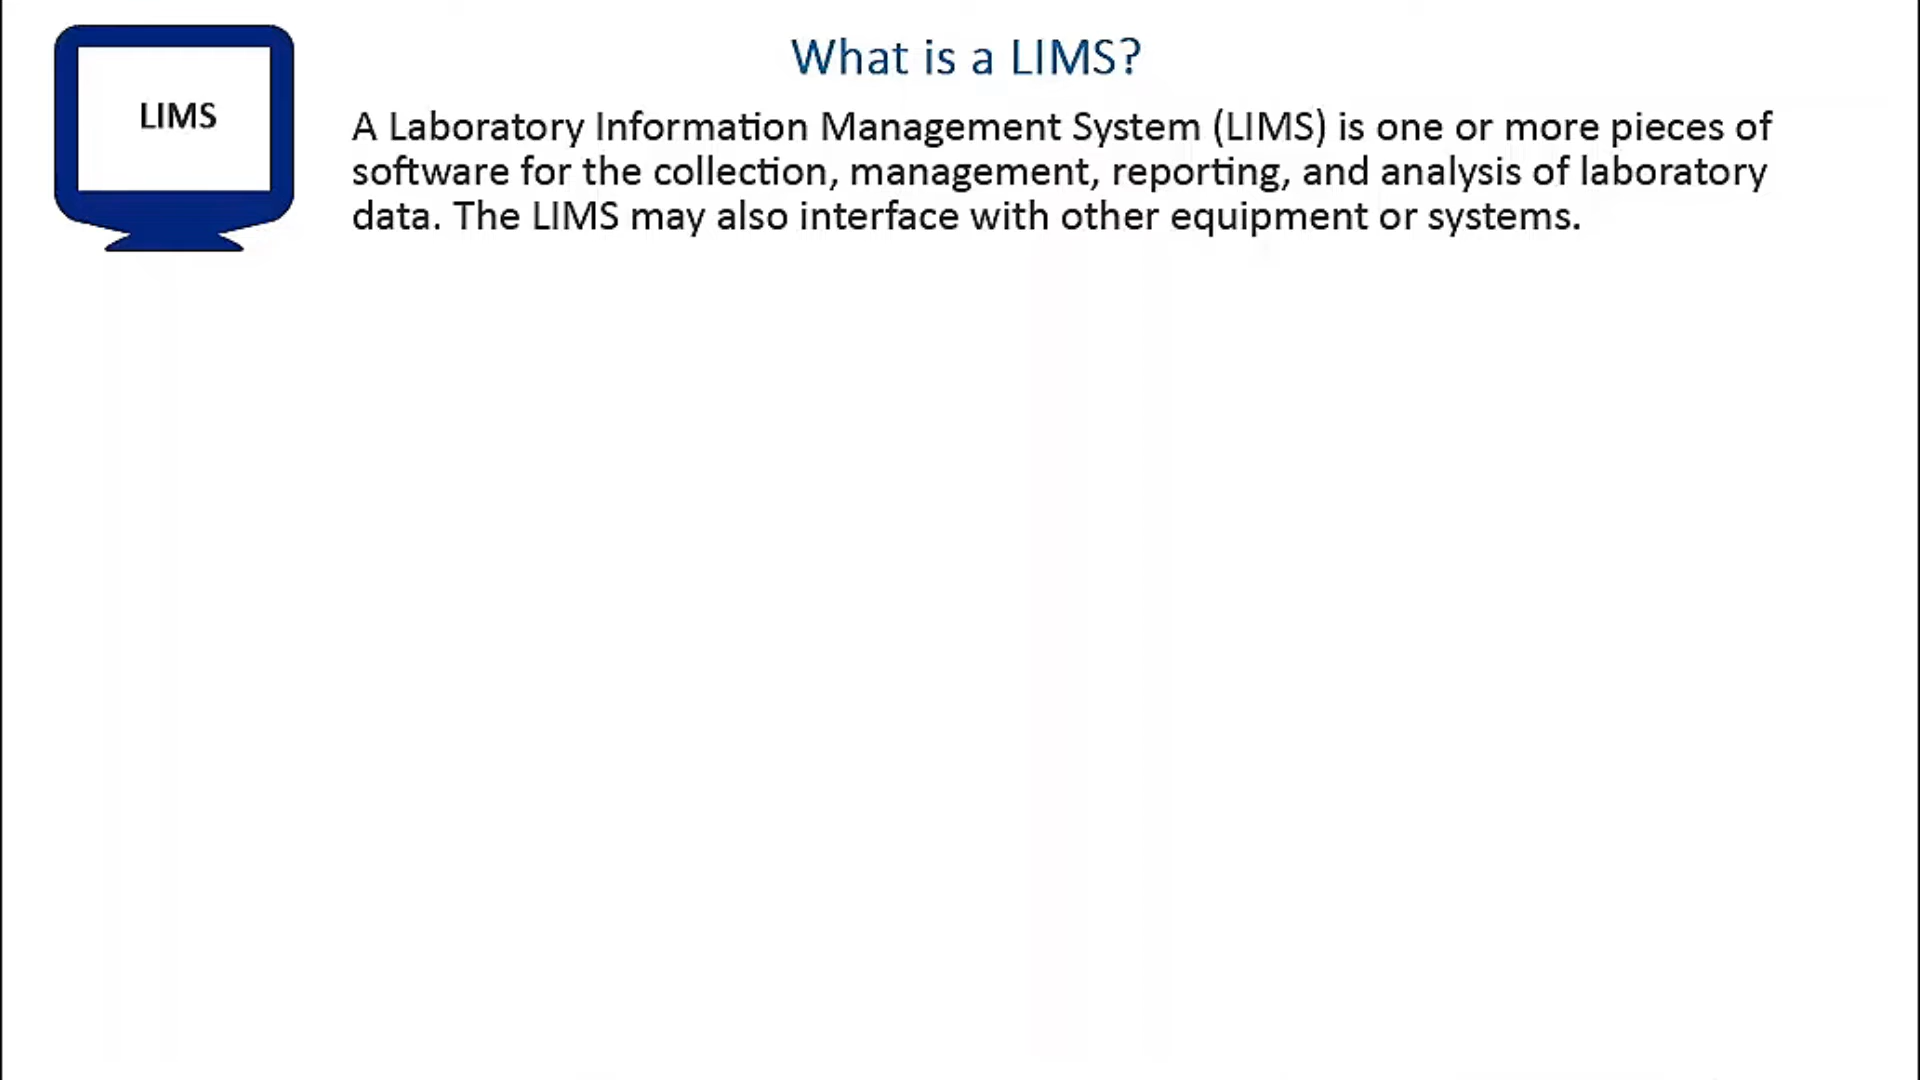 What is a LIMS?
LIMS
A Laboratory Information Management System (LIMS) is one or more pieces of
software for the collection, management, reporting, and analysis of laboratory
data. The LIMS may also interface with other equipment or systems.